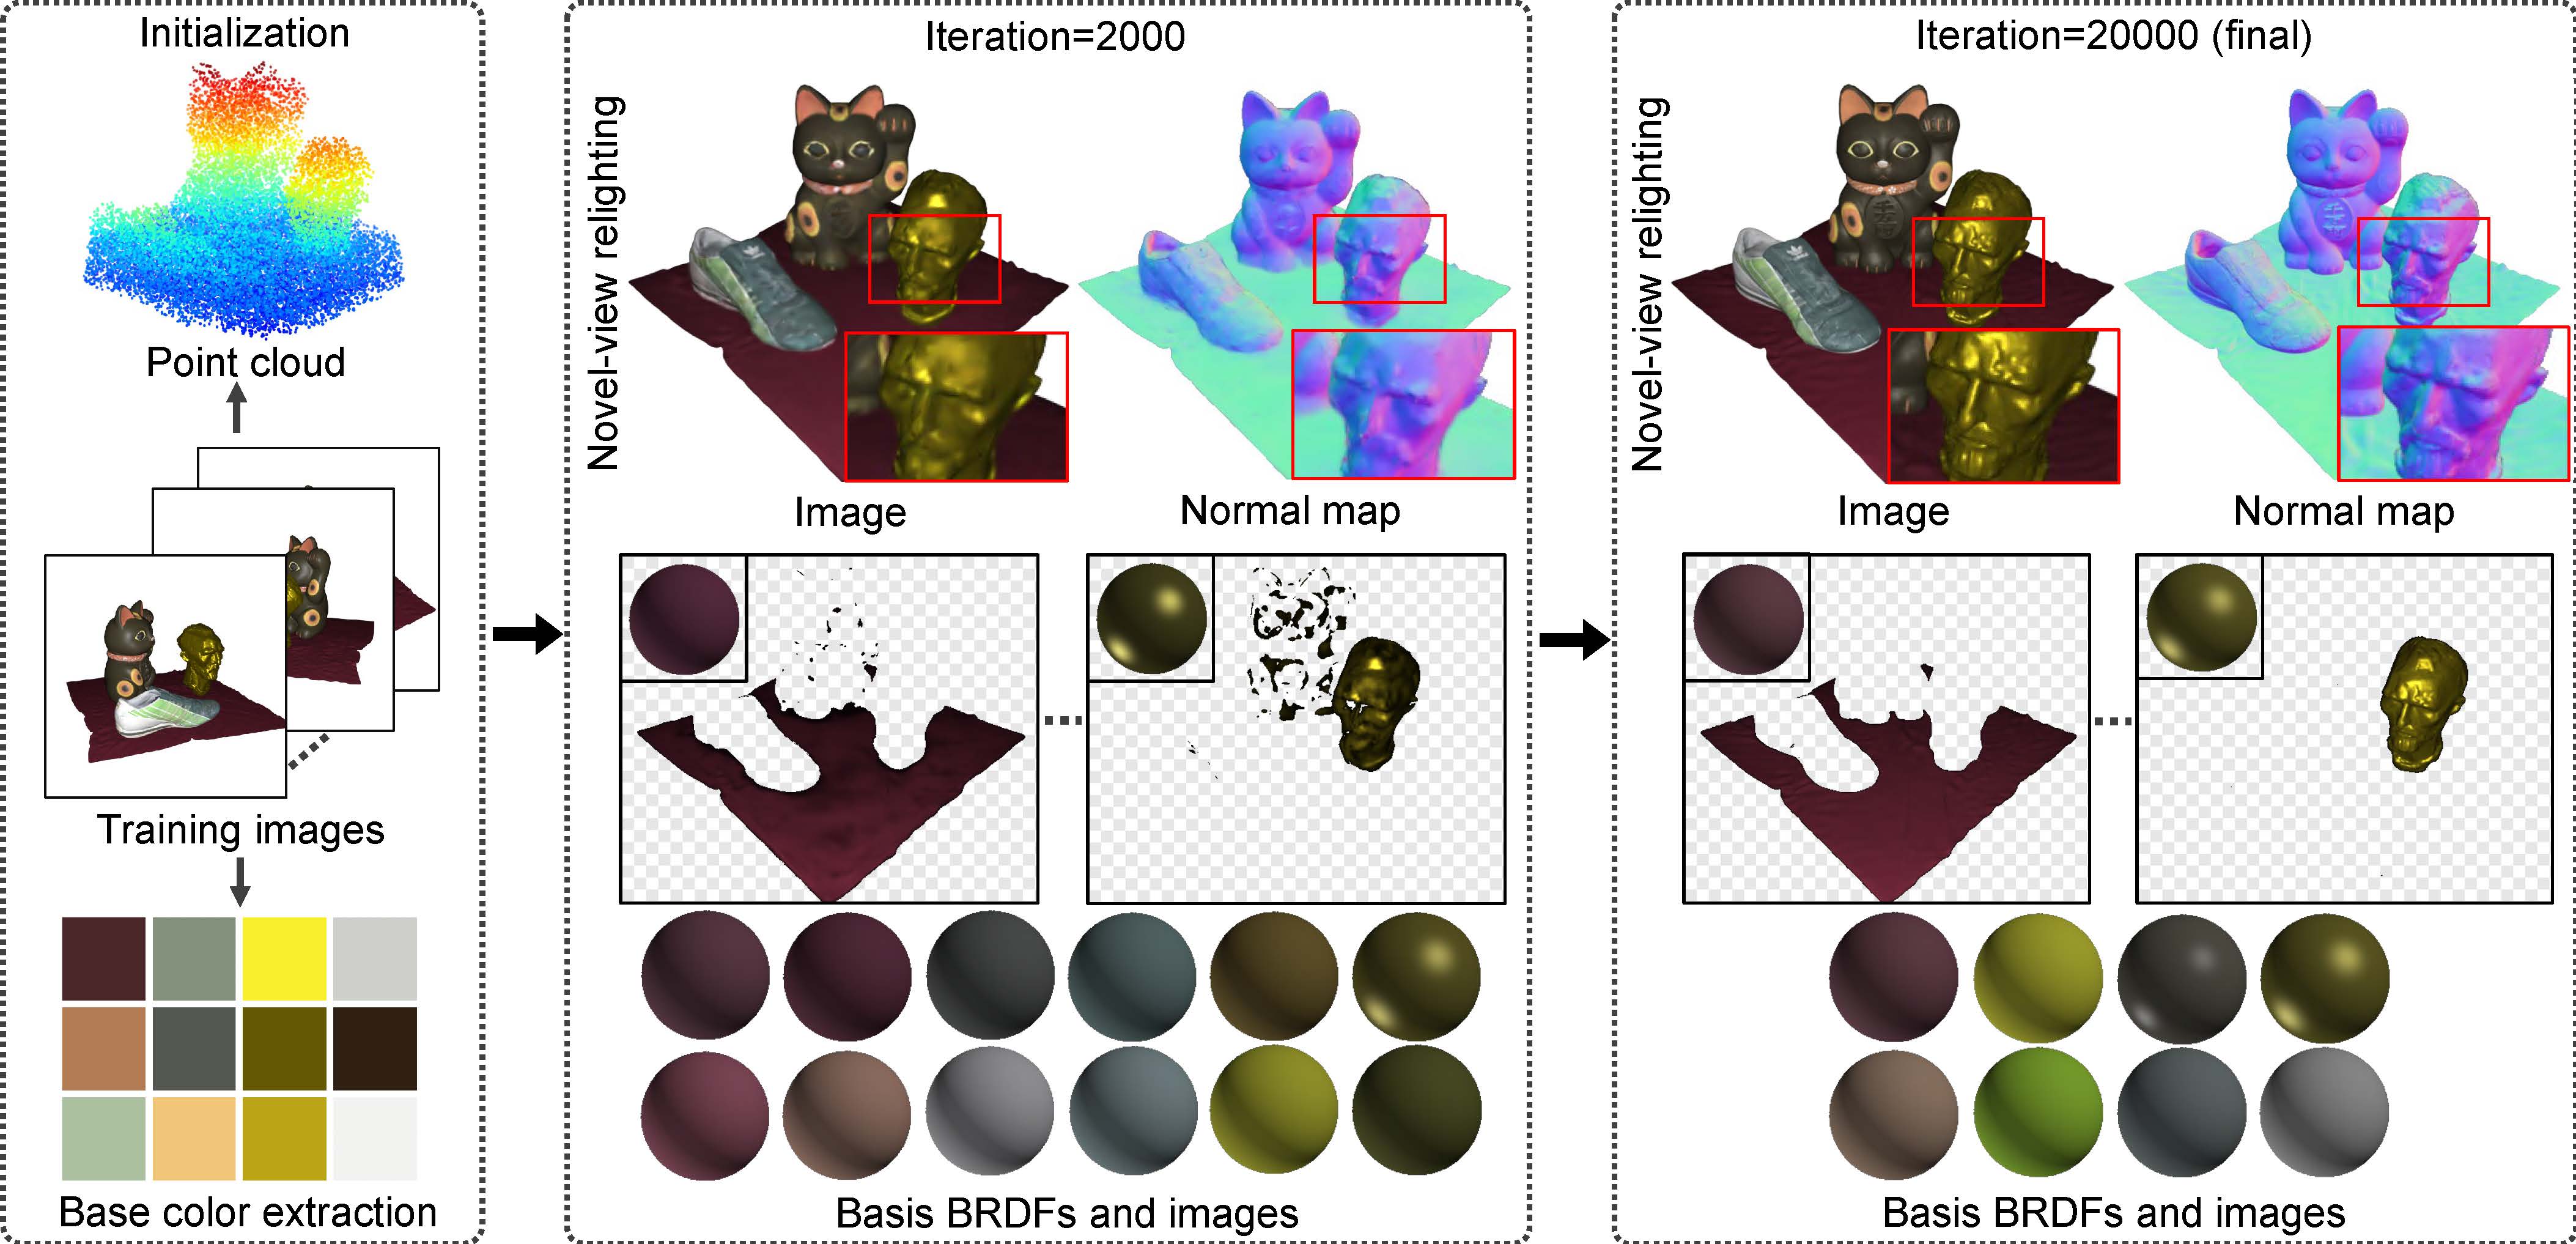 Initialization
Point cloud
Training images
Base color extraction
Iteration=2000
Novel-view relighting
Image
Normal map
Basis BRDFs and images
Iteration=20000 (final)
Novel-view relighting
Image
Normal map
Basis BRDFs and images